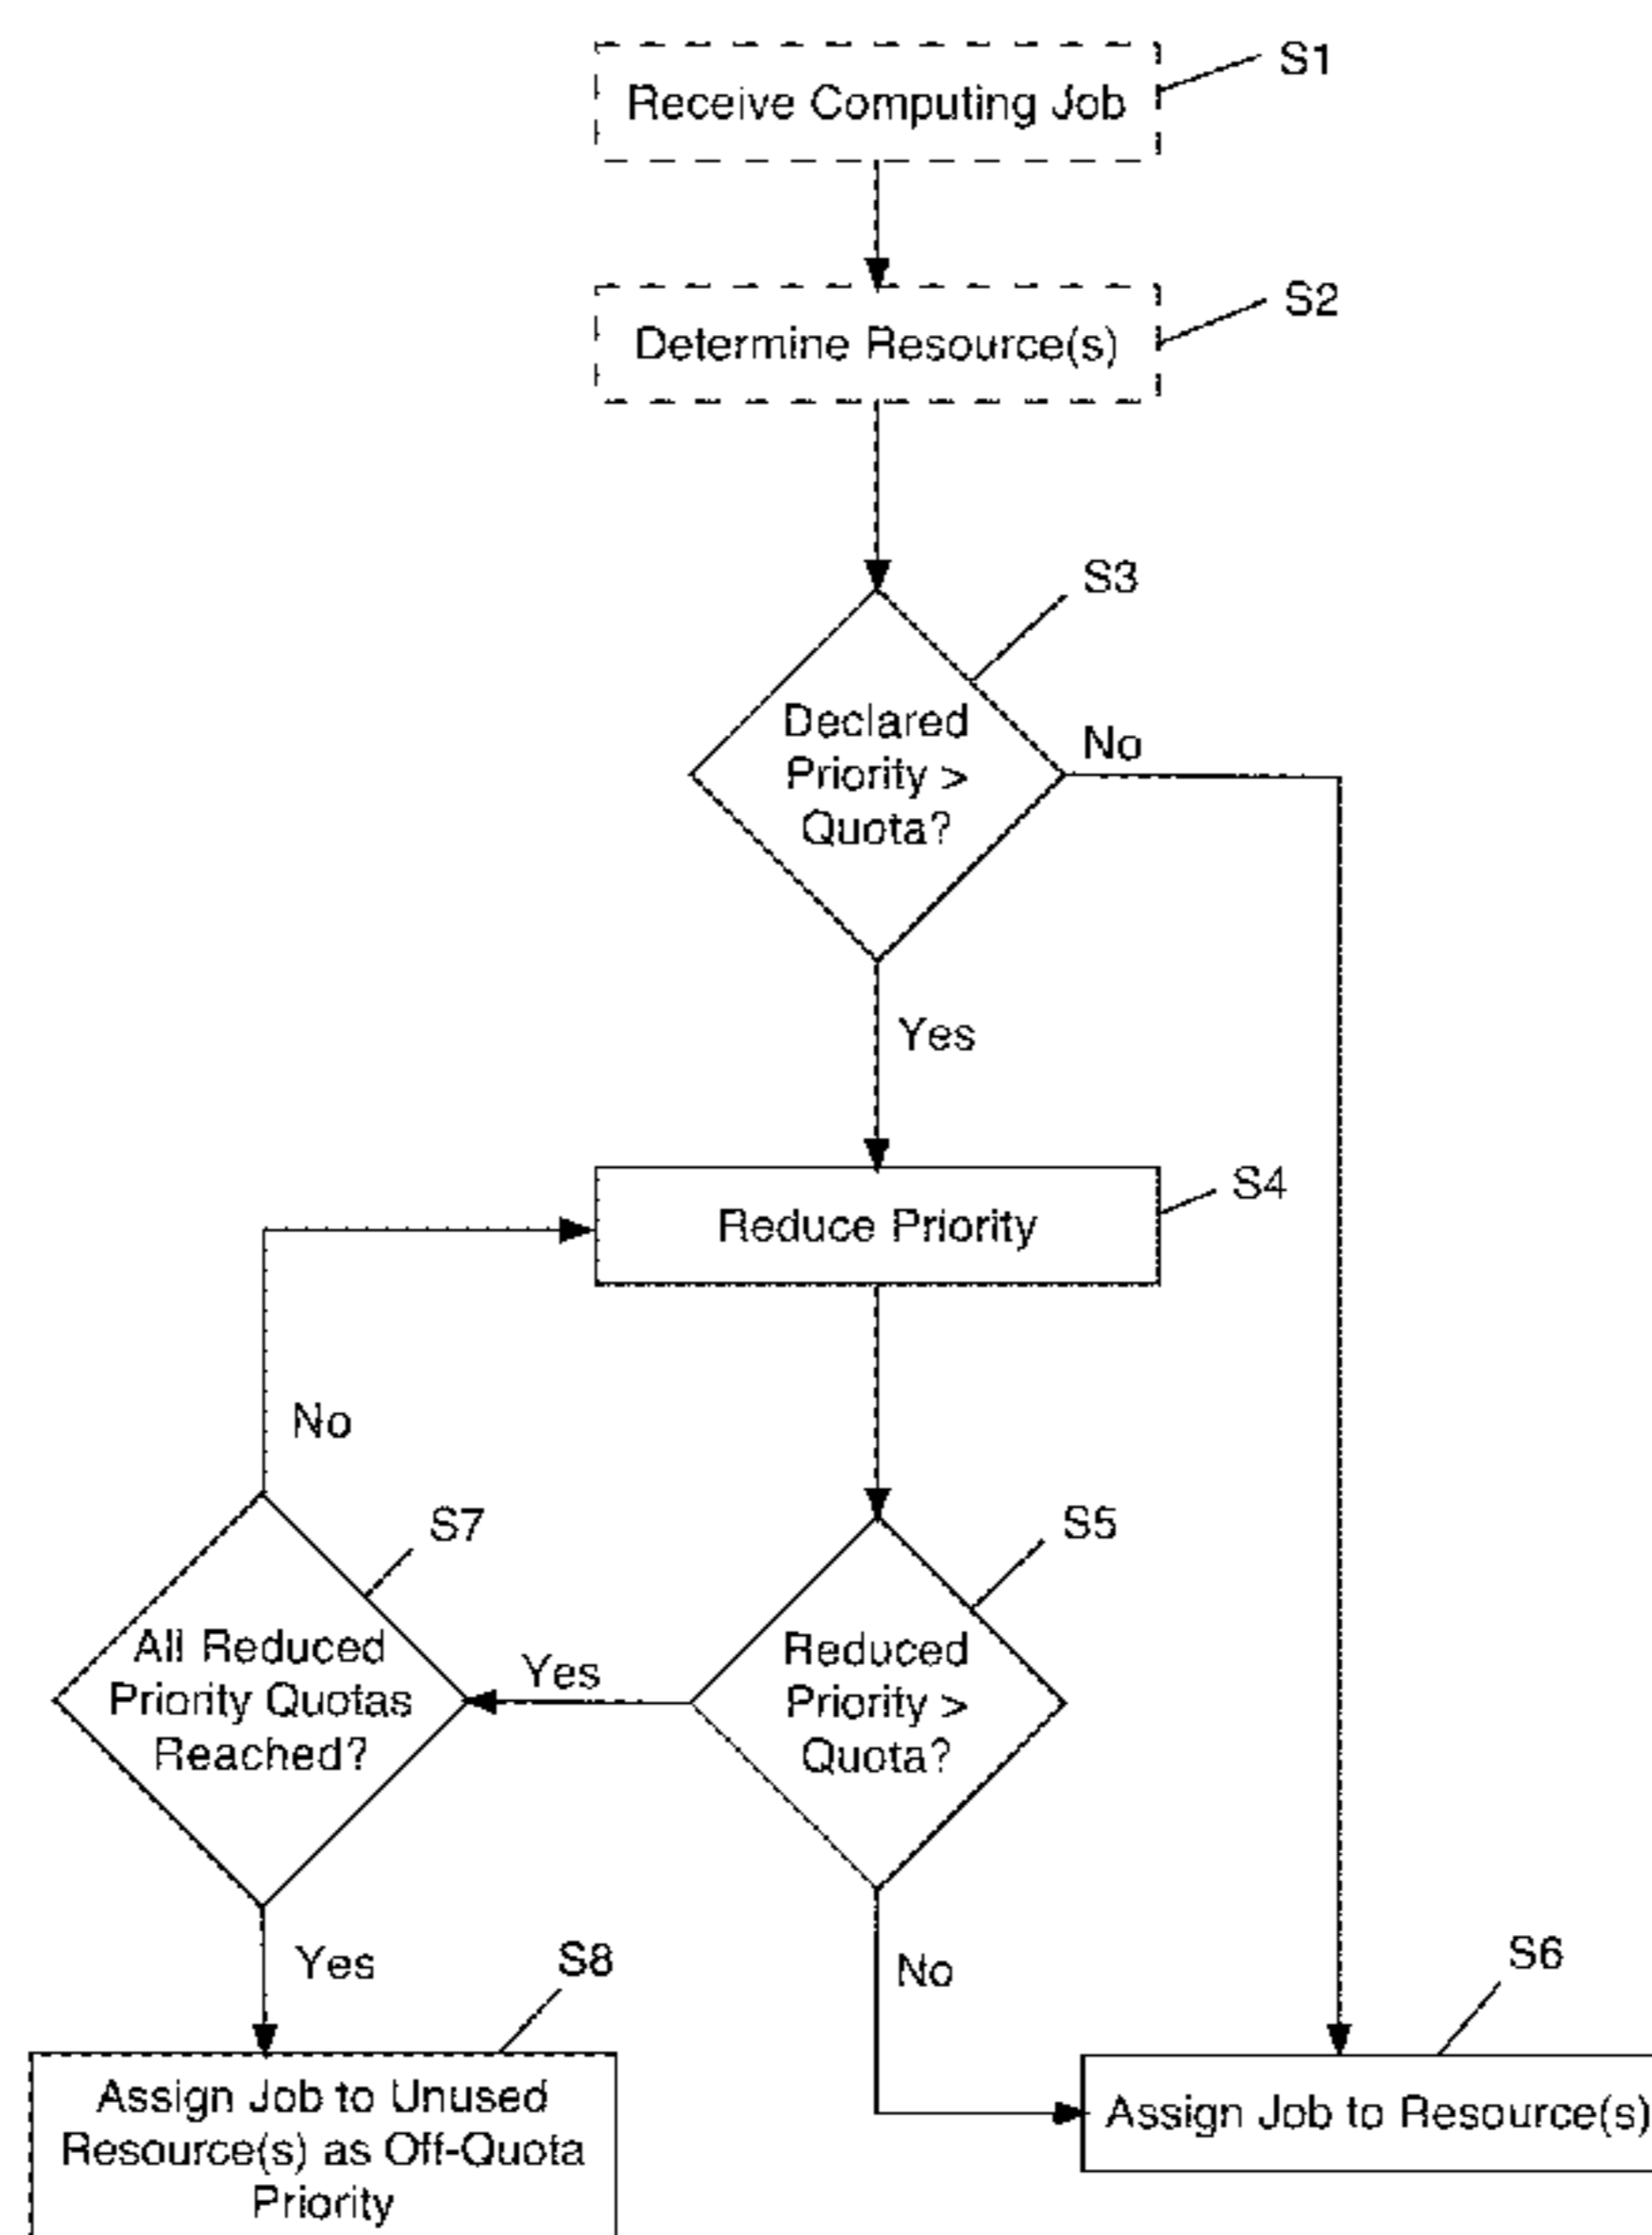 S1
Receive Computing Job
S2
Determine Resource(s)
S3
Declared
Priority >
Quota?
No
Yes
S4
Reduce Priority
No
S7
S5
All Reduced
Priority Quotas
Reached?
Yes
Reduced
Priority >
Quota?
Yes
S8
No
S6
Assign Job to Unused
Resource(s) as Off-Quota
Priority
Assign Job to Resource(s)